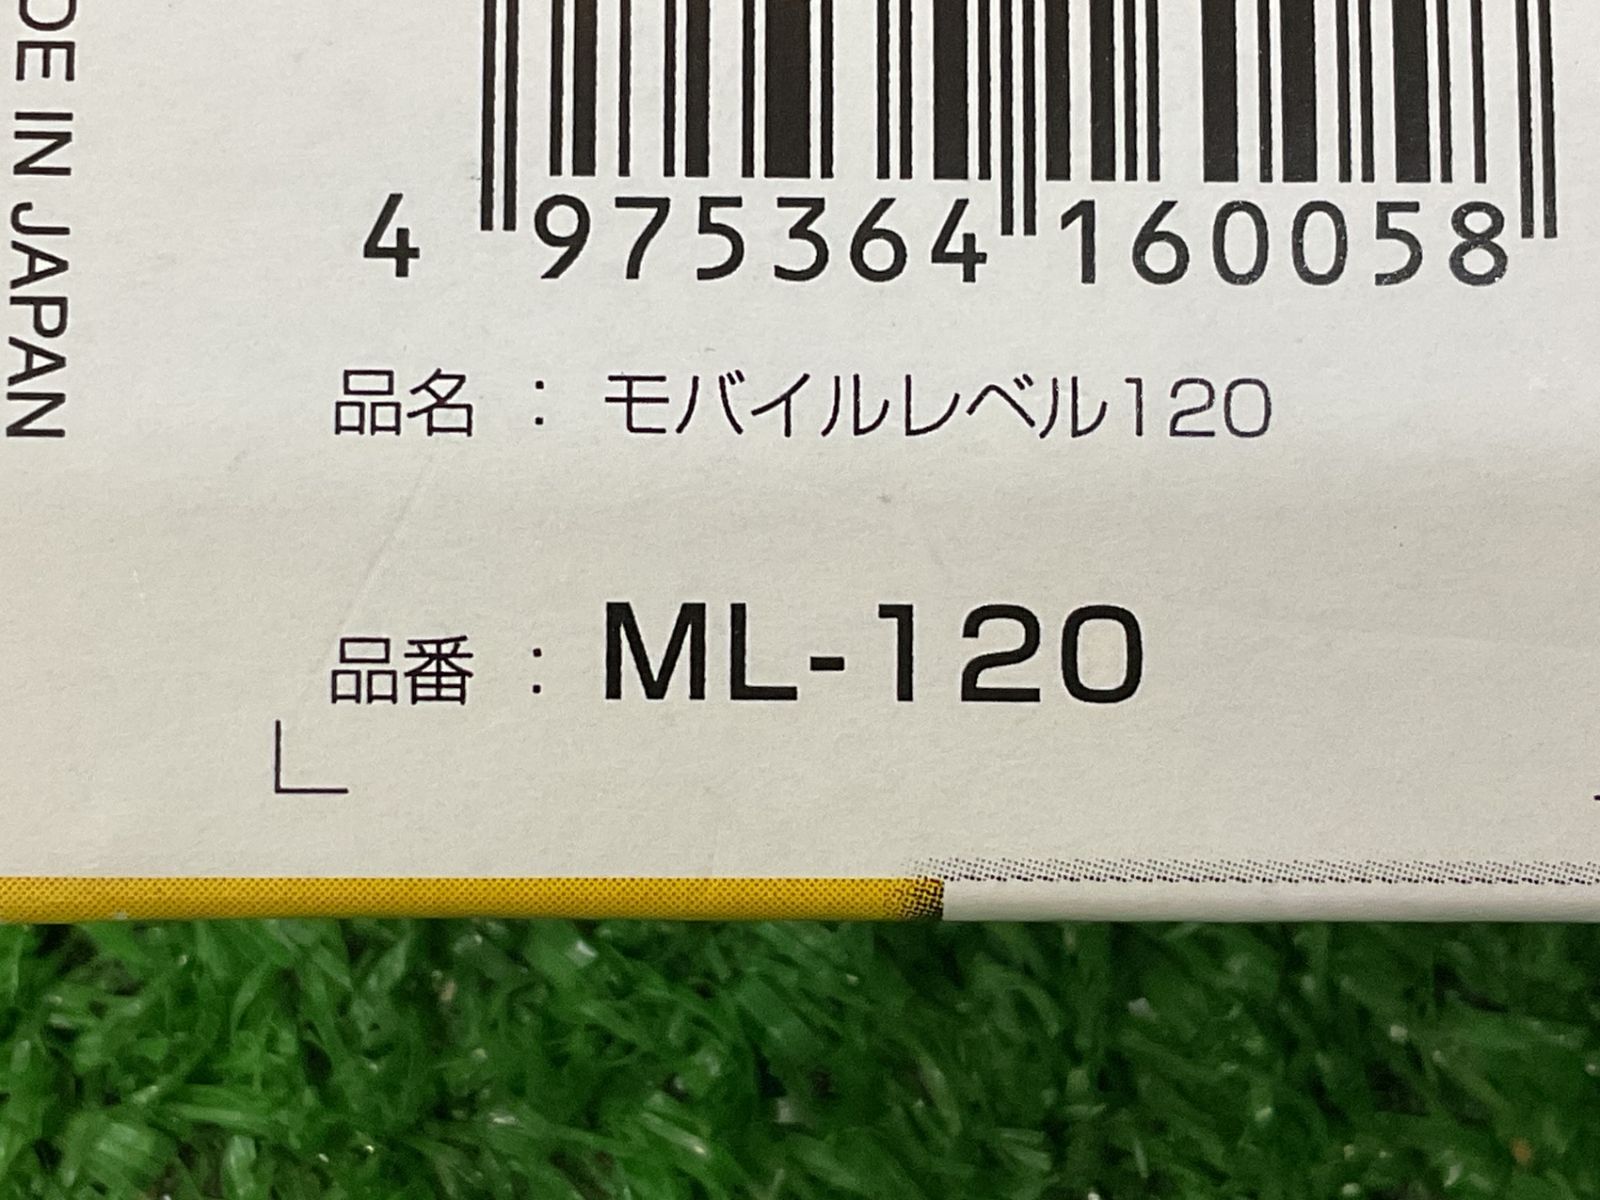 DE IN JAPAN
4 975364 160058
品名 : モバイルレベル120
品番 : ML-120